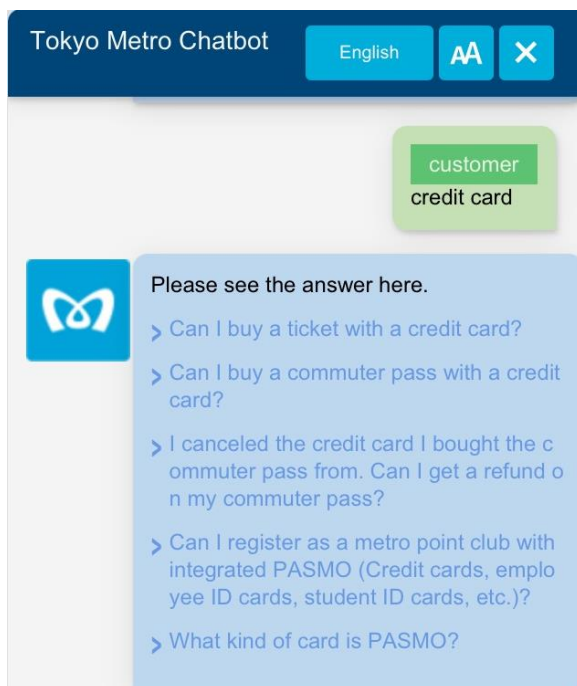 Tokyo Metro Chatbot
English
AA
customer
credit card
Please see the answer here.
Can I buy a ticket with a credit card?
Can I buy a commuter pass with a credit
card?
I canceled the credit card I bought the c
ommuter pass from. Can I get a refund o
n my commuter pass?
Can I register as a metro point club with
integrated PASMO (Credit cards, emplo
yee ID cards, student ID cards, etc.)?
What kind of card is PASMO?